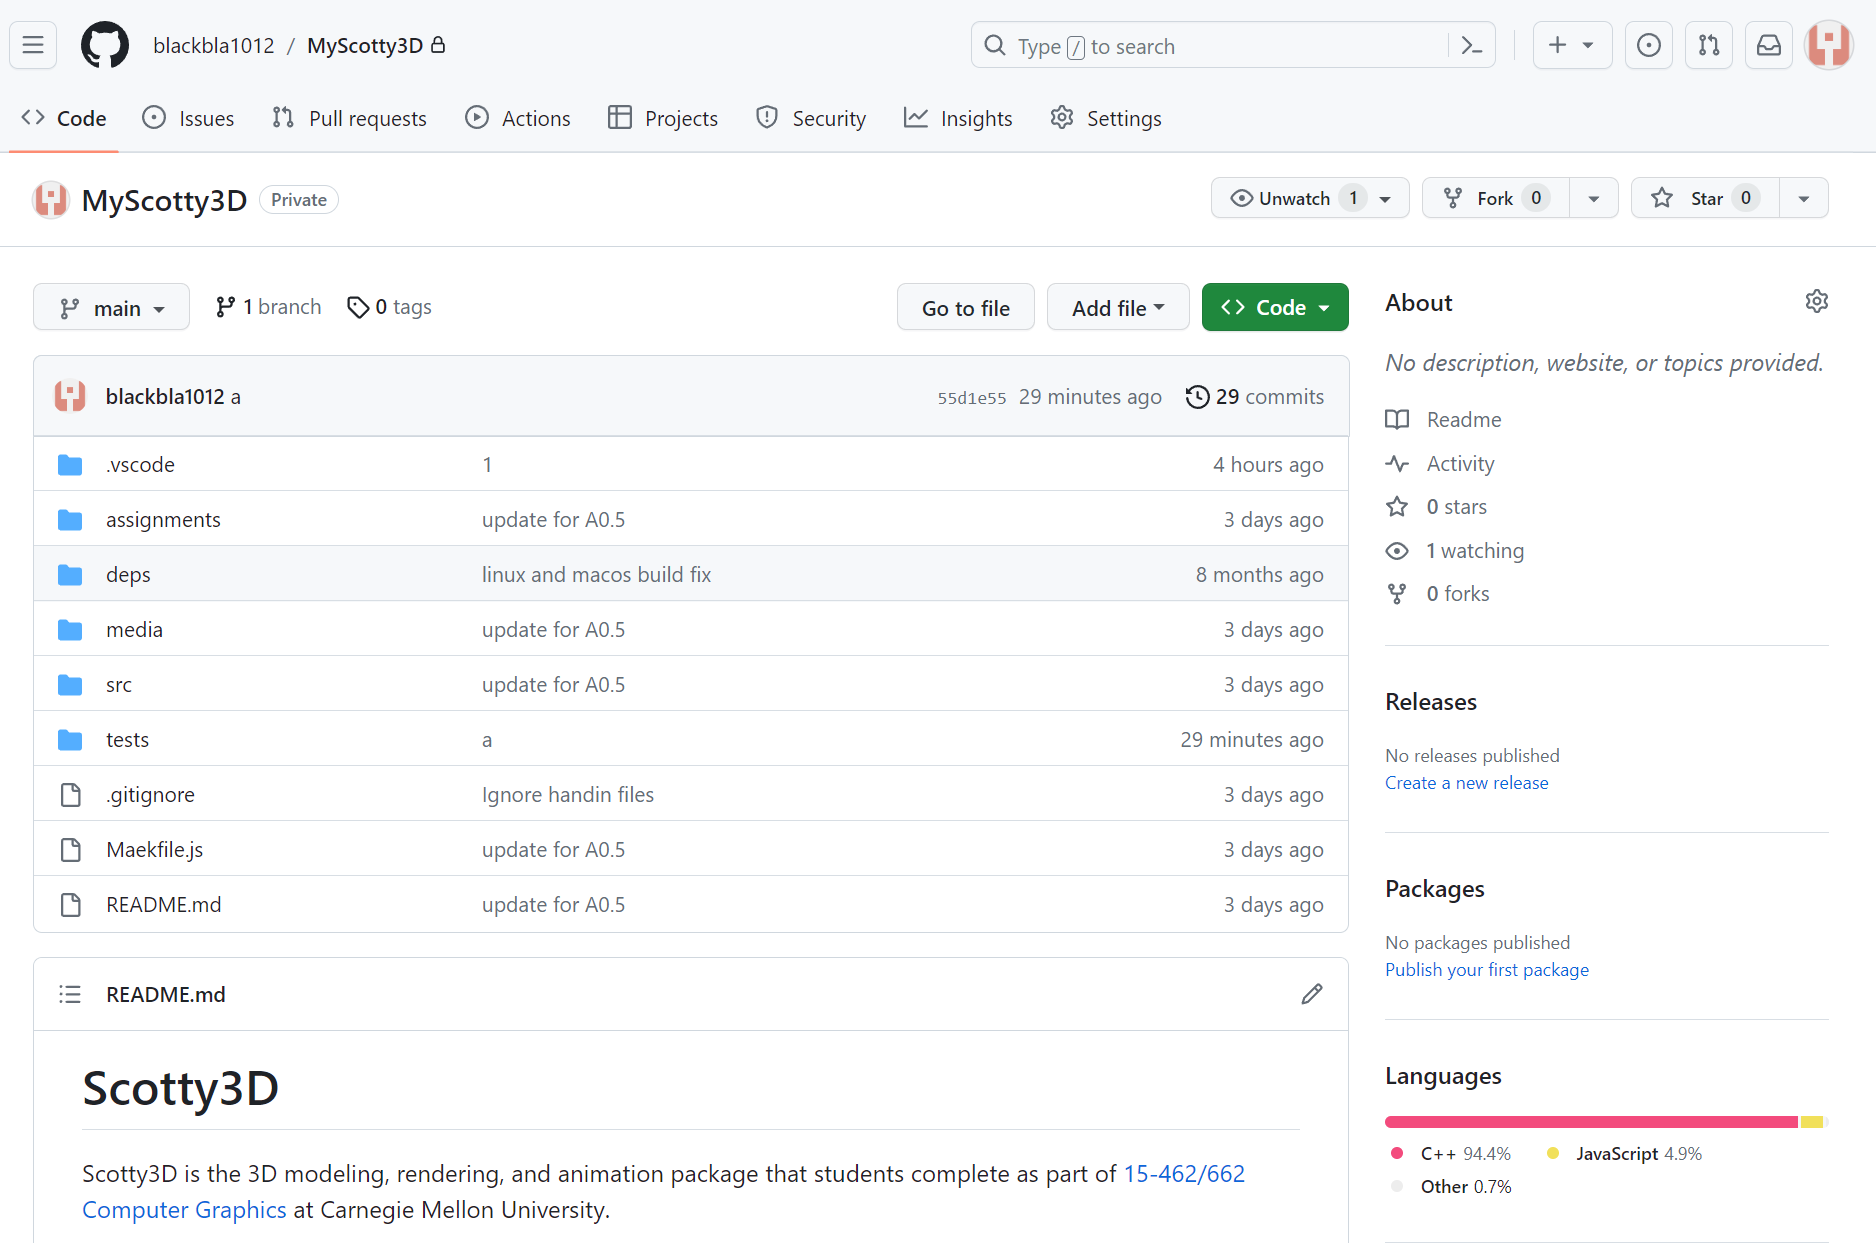 blackbla1012 / MyScotty3D
Type / to search
Code Issues Pull requests Actions Projects Security Insights Settings
MyScotty3D Private
Unwatch 1 Fork 0 Star 0
main 1 branch 0 tags Go to file Add file Code
blackbla1012 a 55d1e55 29 minutes ago 29 commits
.vscode 1 4 hours ago
assignments update for A0.5 3 days ago
deps linux and macos build fix 8 months ago
media update for A0.5 3 days ago
src update for A0.5 3 days ago
tests a 29 minutes ago
.gitignore Ignore handin files 3 days ago
Maekfile.js update for A0.5 3 days ago
README.md update for A0.5 3 days ago
README.md
Scotty3D
Scotty3D is the 3D modeling, rendering, and animation package that students complete as part of 15-462/662
Computer Graphics at Carnegie Mellon University.
About
No description, website, or topics provided.
Readme
Activity
0 stars
1 watching
0 forks
Releases
No releases published
Create a new release
Packages
No packages published
Publish your first package
Languages
C++ 94.4% JavaScript 4.9%
Other 0.7%